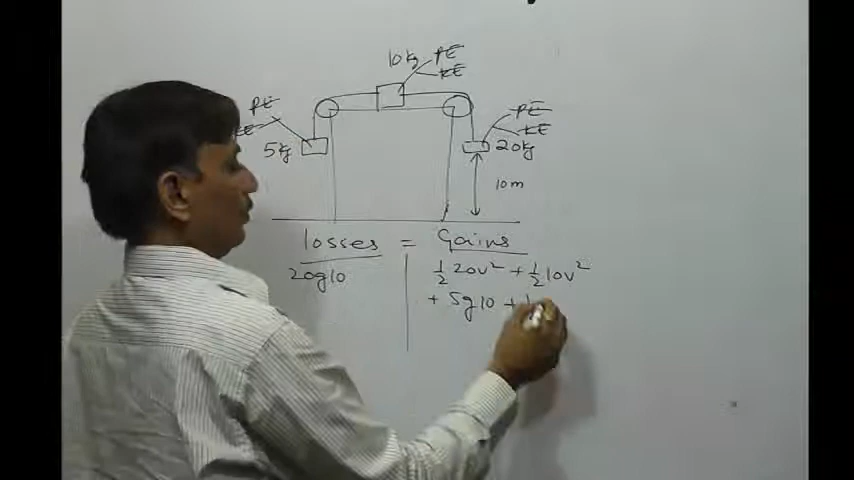 10kg PE
KE
PE
KE
5kg
PE
KE
20kg
10m
losses = Gains
20g10
½ 20v² + ½ 10v²
+ 5g10 +